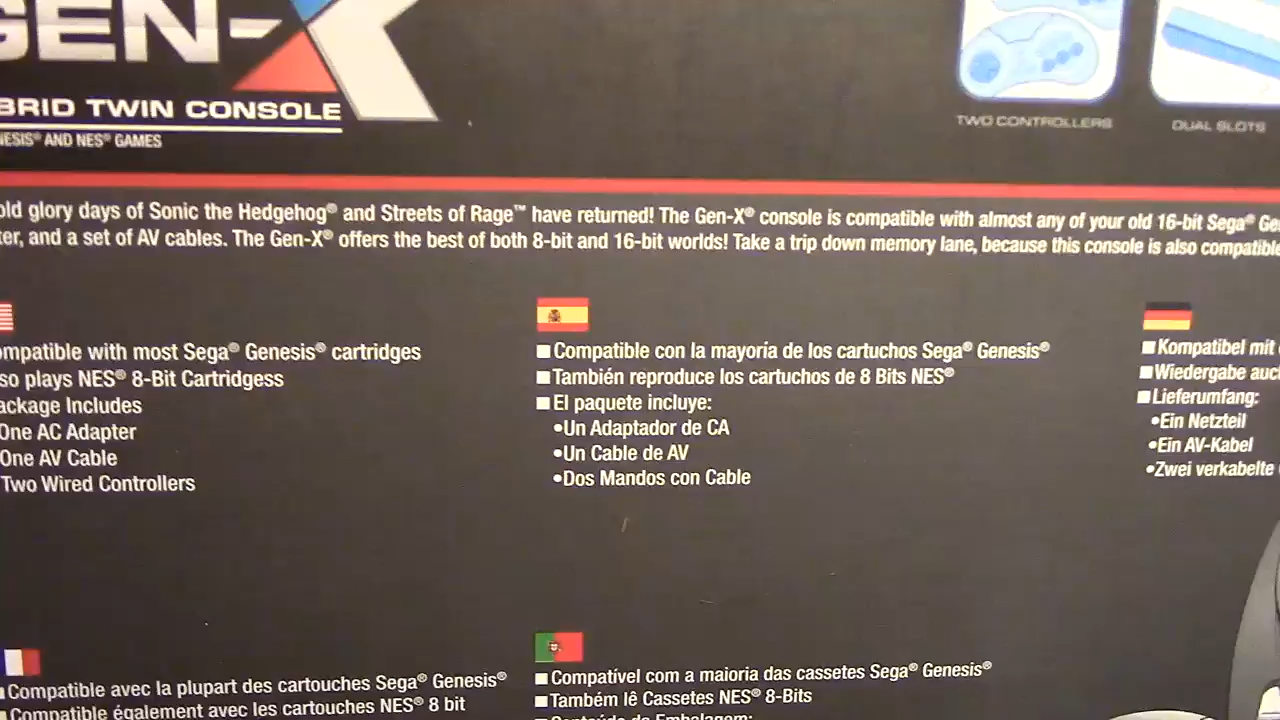 GEN-X
BRID TWIN CONSOLE
NESIS® AND NES® GAMES
TWO CONTROLLERS
DUAL SLOTS
old glory days of Sonic the Hedgehog® and Streets of Rage™ have returned! The Gen-X® console is compatible with almost any of your old 16-bit Sega® Ge
ter, and a set of AV cables. The Gen-X® offers the best of both 8-bit and 16-bit worlds! Take a trip down memory lane, because this console is also compatible
ompatible with most Sega® Genesis® cartridges
so plays NES® 8-Bit Cartridgess
ackage Includes
One AC Adapter
One AV Cable
Two Wired Controllers
■Compatible con la mayoría de los cartuchos Sega® Genesis®
■También reproduce los cartuchos de 8 Bits NES®
■El paquete incluye:
•Un Adaptador de CA
•Un Cable de AV
•Dos Mandos con Cable
■Kompatibel mit
■Wiedergabe auc
■Lieferumfang:
•Ein Netzteil
•Ein AV-Kabel
•Zwei verkabelte
■Compatible avec la plupart des cartouches Sega® Genesis®
Compatible également avec les cartouches NES® 8 bit
■Compatível com a maioria das cassetes Sega® Genesis®
■Também lê Cassetes NES® 8-Bits
■Conteúdo da Embalagem: